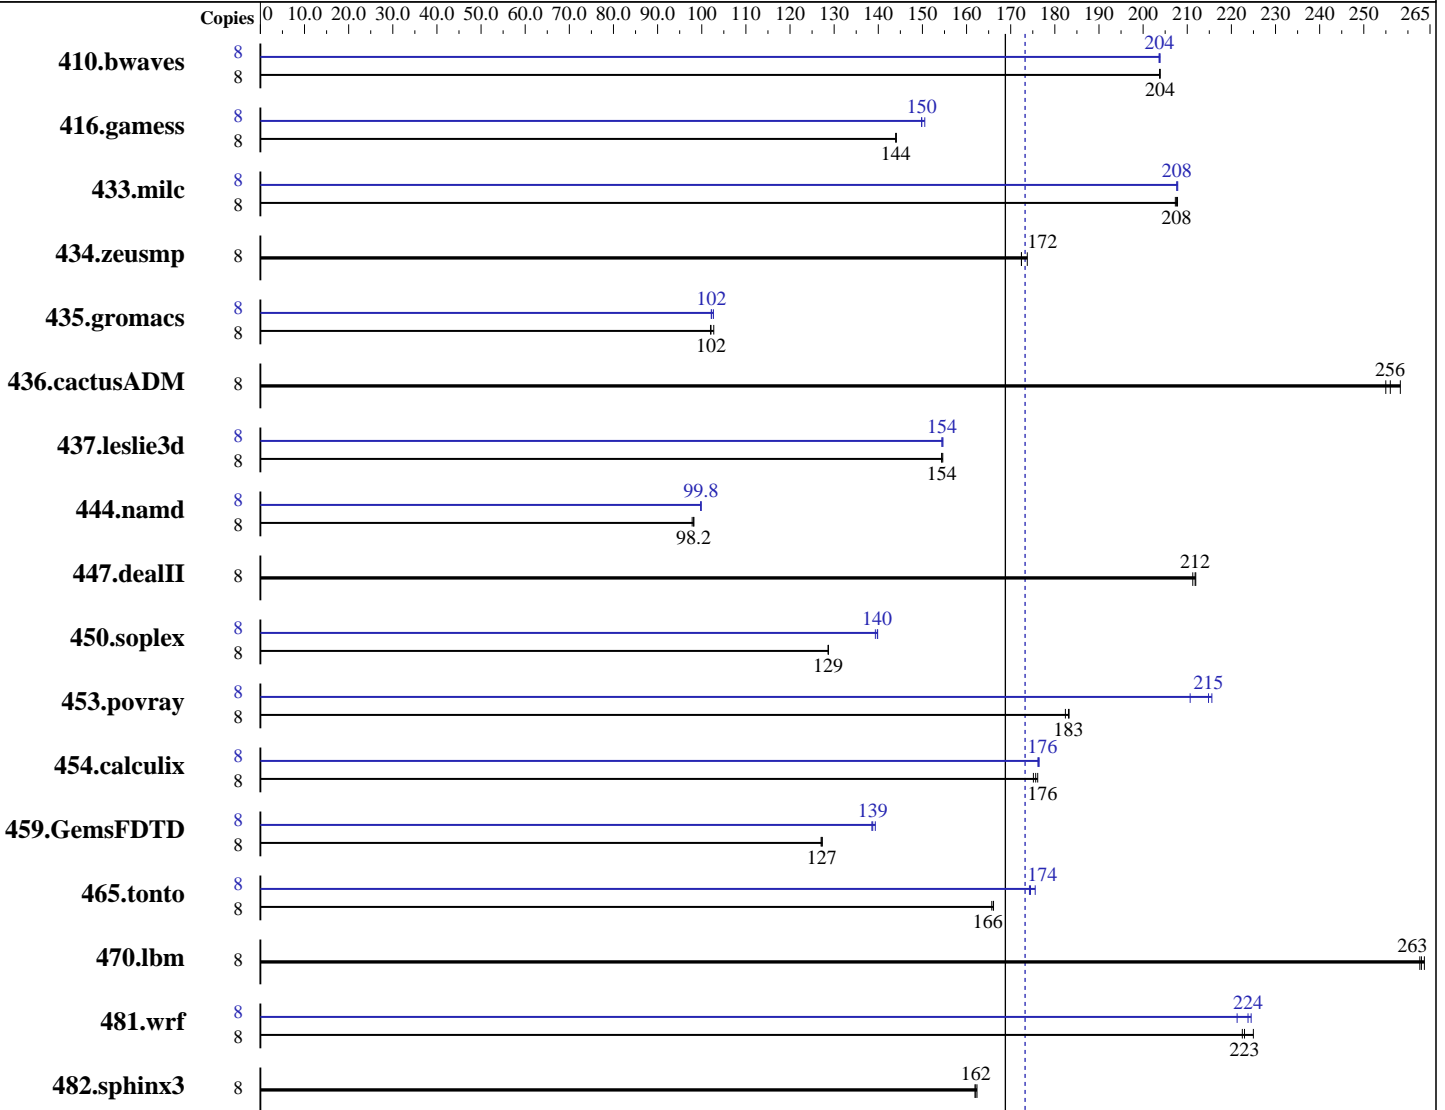 Copies 0 10.0 20.0 30.0 40.0 50.0 60.0 70.0 80.0 90.0 100 110 120 130 140 150 160 170 180 190 200 210 220 230 240 250 265
410.bwaves 8 204
8 204
416.gamess 8 150
8 144
433.milc 8 208
8 208
434.zeusmp 8 172
435.gromacs 8 102
8 102
436.cactusADM 8 256
437.leslie3d 8 154
8 154
444.namd 8 99.8
8 98.2
447.dealII 8 212
450.soplex 8 140
8 129
453.povray 8 215
8 183
454.calculix 8 176
8 176
459.GemsFDTD 8 139
8 127
465.tonto 8 174
8 166
470.lbm 8 263
481.wrf 8 224
8 223
482.sphinx3 8 162